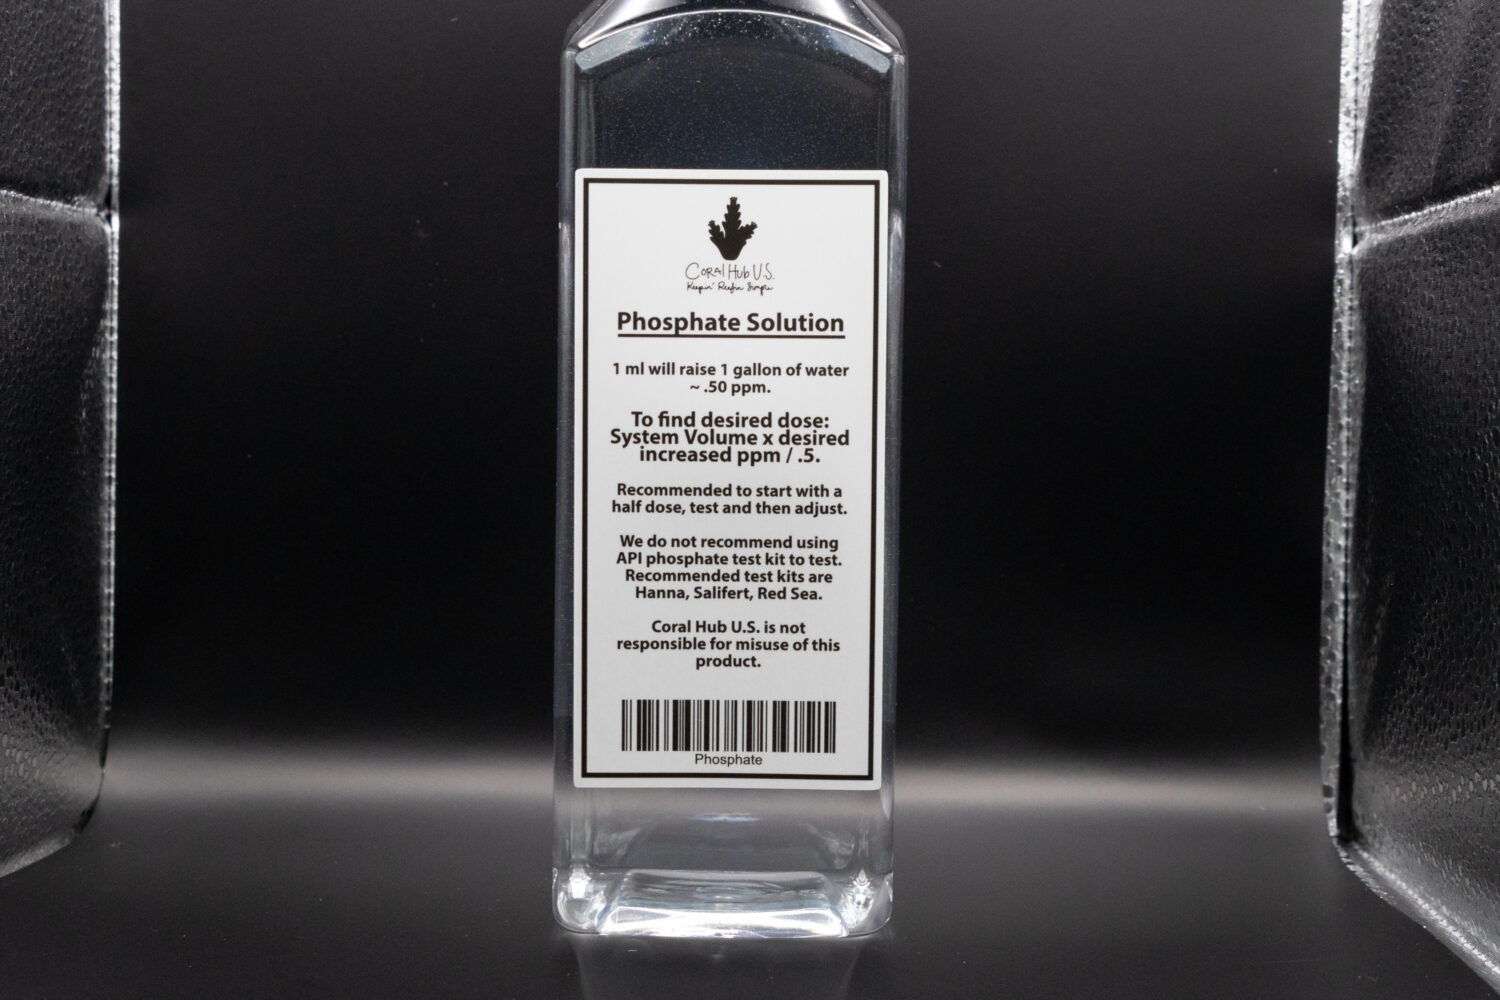 Coral Hub U.S.
Keepin' Reefin Simple
Phosphate Solution
1 ml will raise 1 gallon of water
~ .50 ppm.
To find desired dose:
System Volume x desired
increased ppm / .5.
Recommended to start with a
half dose, test and then adjust.
We do not recommend using
API phosphate test kit to test.
Recommended test kits are
Hanna, Salifert, Red Sea.
Coral Hub U.S. is not
responsible for misuse of this
product.
Phosphate